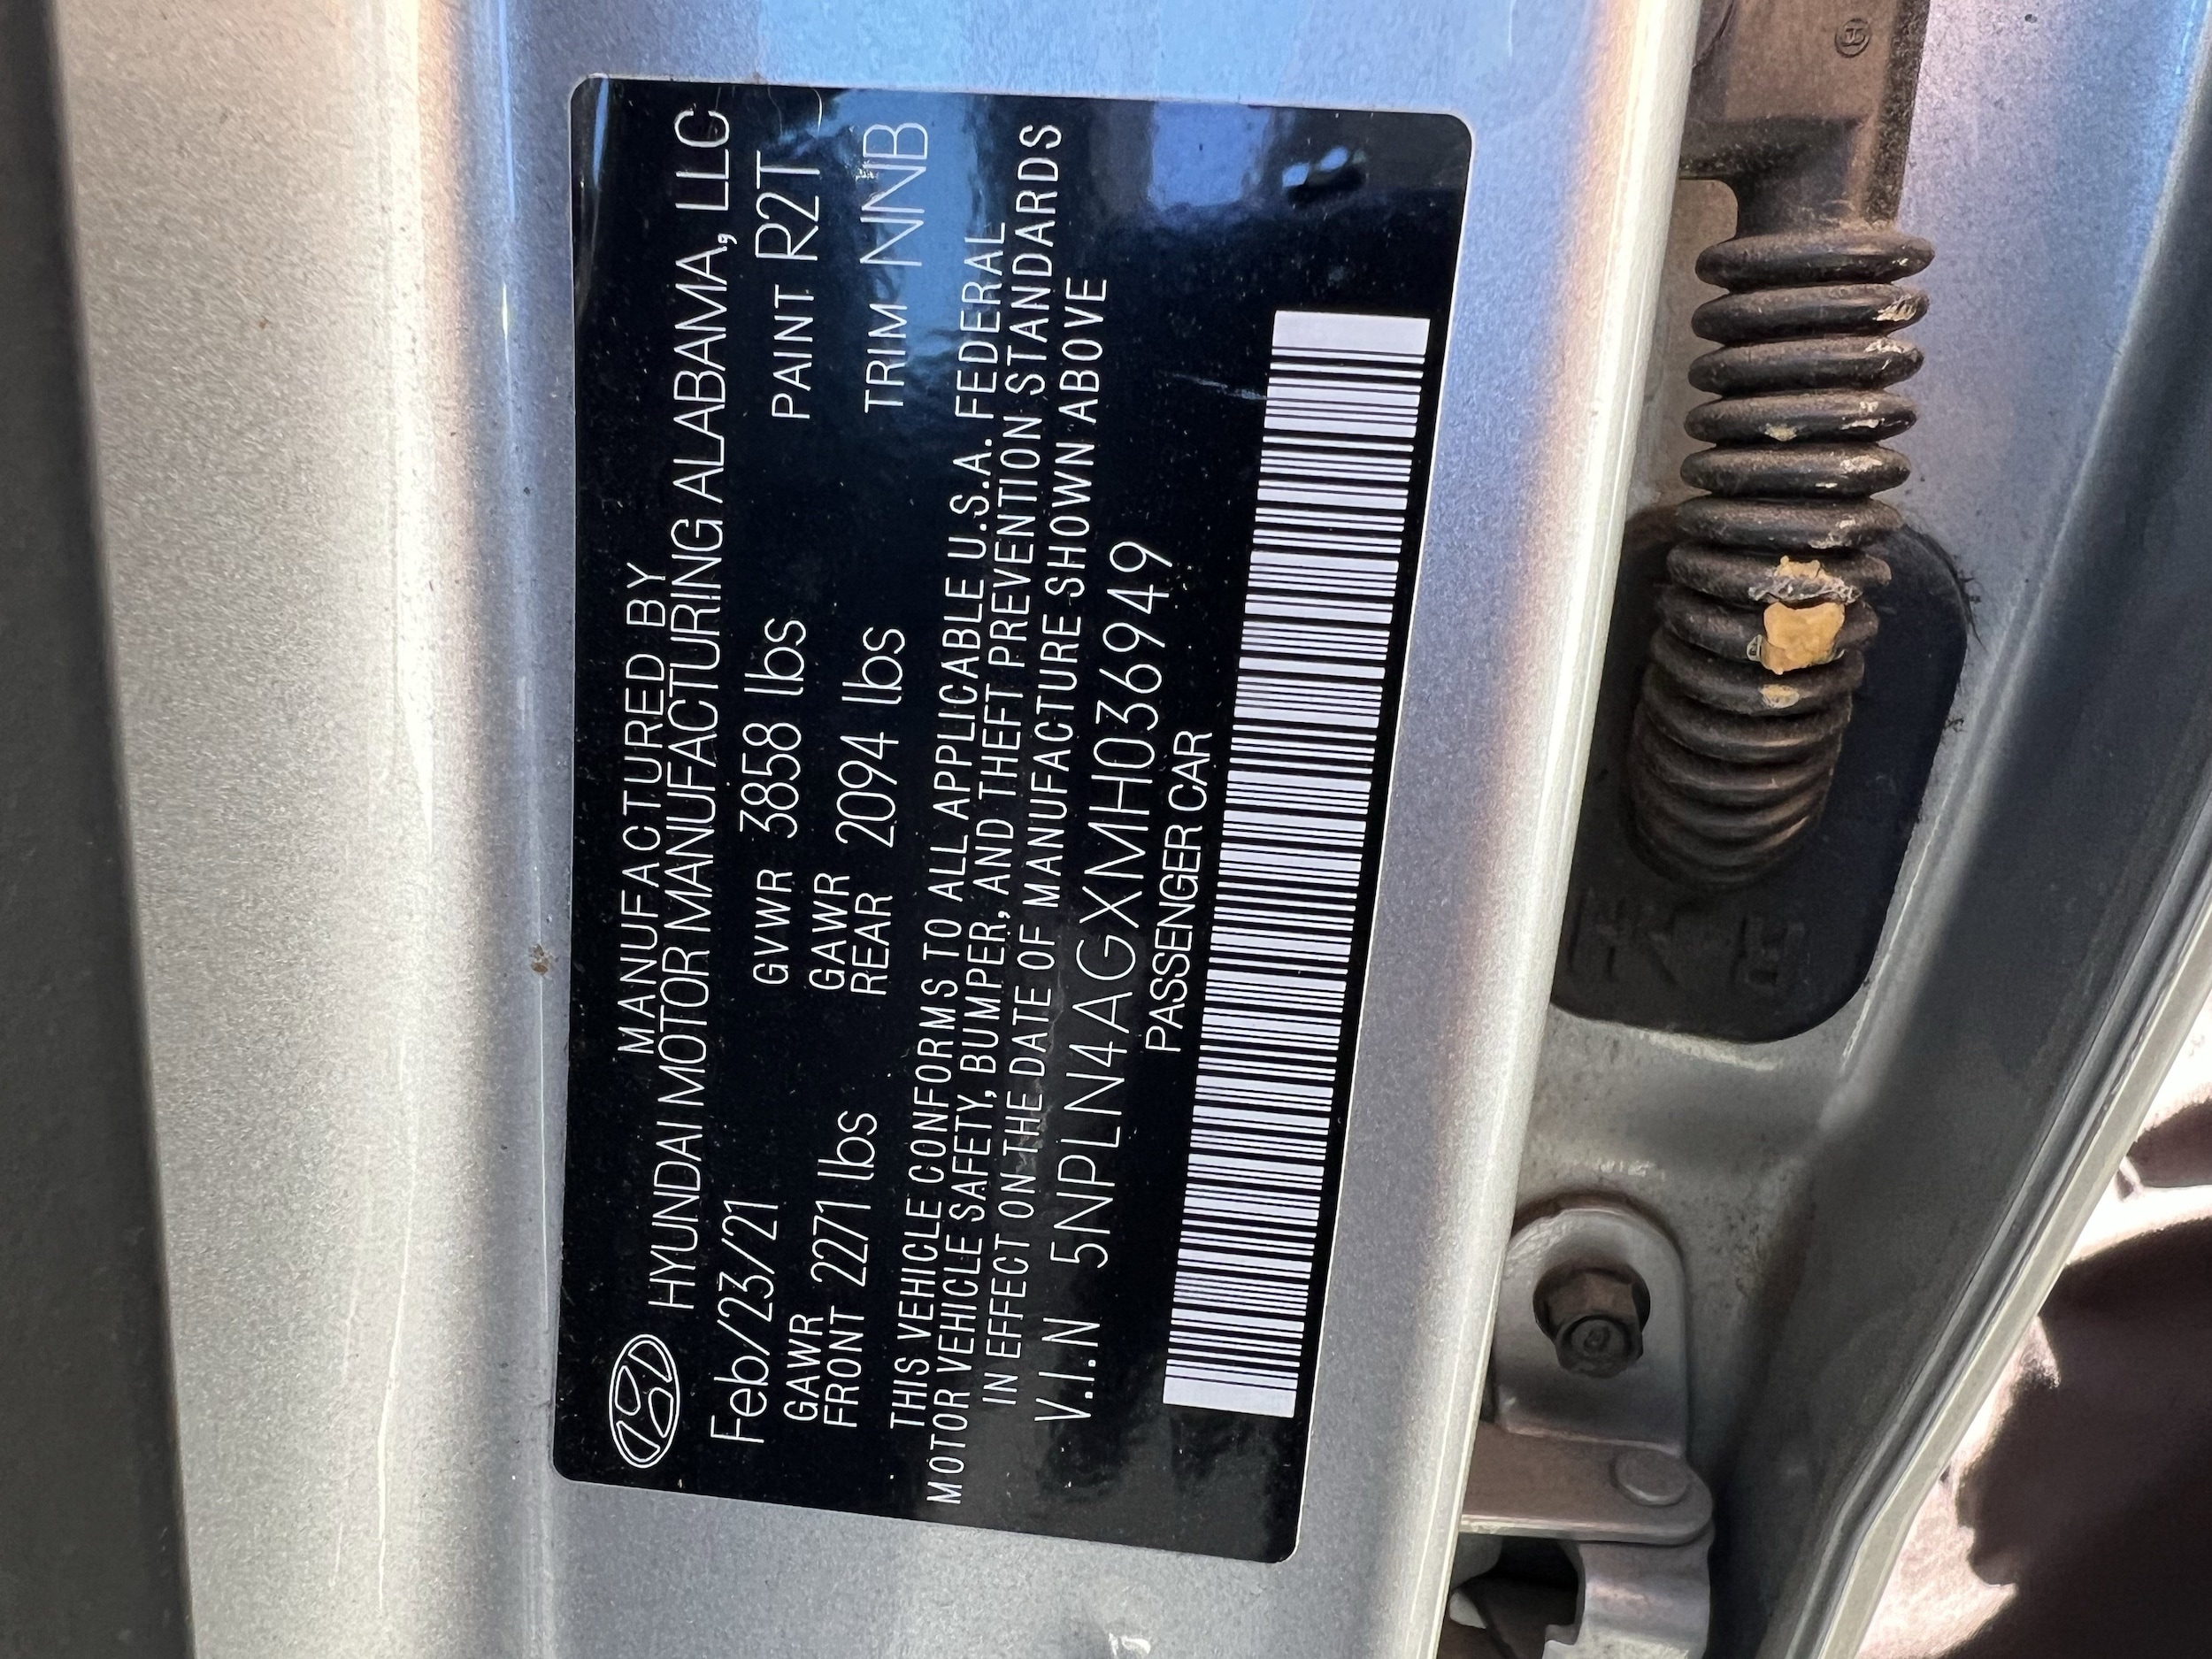 MANUFACTURED BY
HYUNDAI MOTOR MANUFACTURING ALABAMA, LLC
Feb/23/21 GVWR 3858 lbs PAINT R2T
GAWR FRONT 2271 lbs GAWR REAR 2094 lbs TRIM NNB
THIS VEHICLE CONFORMS TO ALL APPLICABLE U.S.A. FEDERAL
MOTOR VEHICLE SAFETY, BUMPER, AND THEFT PREVENTION STANDARDS
IN EFFECT ON THE DATE OF MANUFACTURE SHOWN ABOVE
V.I.N 5NPLN4AGXMH036949
PASSENGER CAR